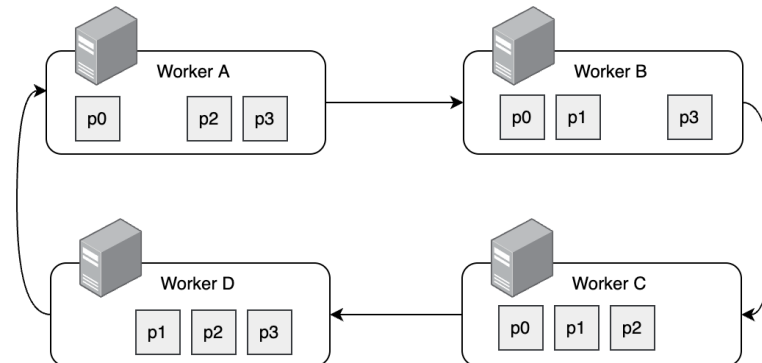 Worker A
p0 p2 p3
Worker B
p0 p1 p3
Worker D
p1 p2 p3
Worker C
p0 p1 p2